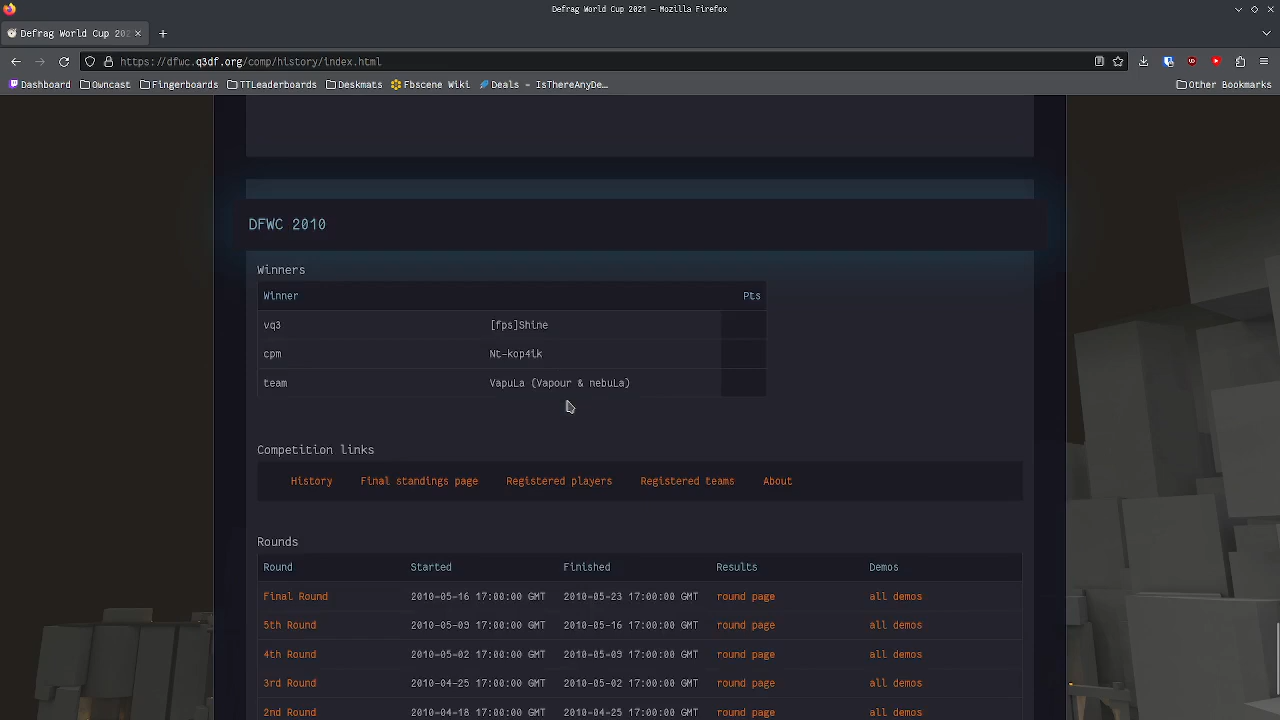 Defrag World Cup 2021 — Mozilla Firefox
Defrag World Cup 202
https://dfwc.q3df.org/comp/history/index.html
Dashboard Owncast Fingerboards TTLeaderboards Deskmats Fbscene Wiki Deals - IsThereAnyDe… Other Bookmarks
DFWC 2010
Winners
Winner Pts
vq3 [fps]Shine
cpm Nt-kop4ik
team VapuLa (Vapour & nebuLa)
Competition links
History Final standings page Registered players Registered teams About
Rounds
Round Started Finished Results Demos
Final Round 2010-05-16 17:00:00 GMT 2010-05-23 17:00:00 GMT round page all demos
5th Round 2010-05-09 17:00:00 GMT 2010-05-16 17:00:00 GMT round page all demos
4th Round 2010-05-02 17:00:00 GMT 2010-05-09 17:00:00 GMT round page all demos
3rd Round 2010-04-25 17:00:00 GMT 2010-05-02 17:00:00 GMT round page all demos
2nd Round 2010-04-18 17:00:00 GMT 2010-04-25 17:00:00 GMT round page all demos